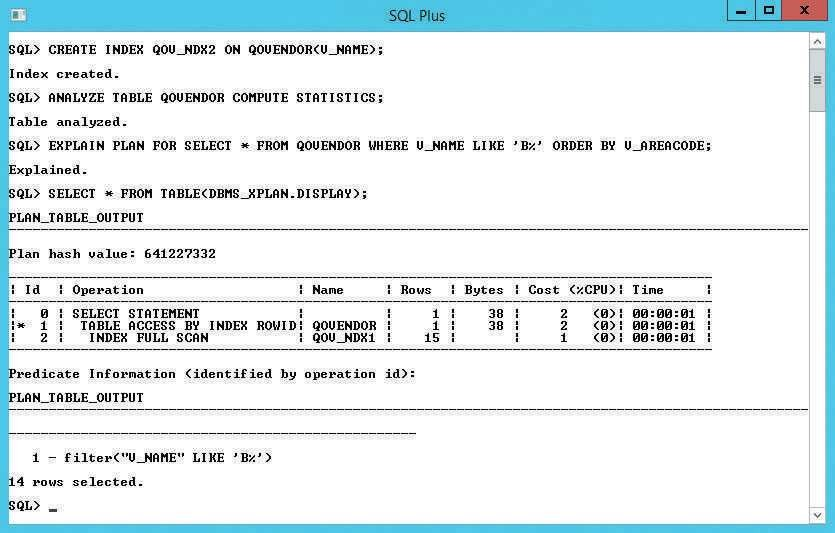 SQL Plus
SQL> CREATE INDEX QOV_NDX2 ON QOVENDOR(V_NAME);
Index created.
SQL> ANALYZE TABLE QOVENDOR COMPUTE STATISTICS;
Table analyzed.
SQL> EXPLAIN PLAN FOR SELECT * FROM QOVENDOR WHERE V_NAME LIKE 'B%' ORDER BY V_AREACODE;
Explained.
SQL> SELECT * FROM TABLE(DBMS_XPLAN.DISPLAY);
PLAN_TABLE_OUTPUT
Plan hash value: 641227332
| Id | Operation | Name | Rows | Bytes | Cost (%CPU)| Time |
| 0 | SELECT STATEMENT | | 1 | 38 | 2 (0)| 00:00:01 |
|* 1 | TABLE ACCESS BY INDEX ROWID| QOVENDOR | 1 | 38 | 2 (0)| 00:00:01 |
| 2 | INDEX FULL SCAN | QOV_NDX1 | 15 | | 1 (0)| 00:00:01 |
Predicate Information (identified by operation id):
PLAN_TABLE_OUTPUT
1 - filter("V_NAME" LIKE 'B%')
14 rows selected.
SQL> _